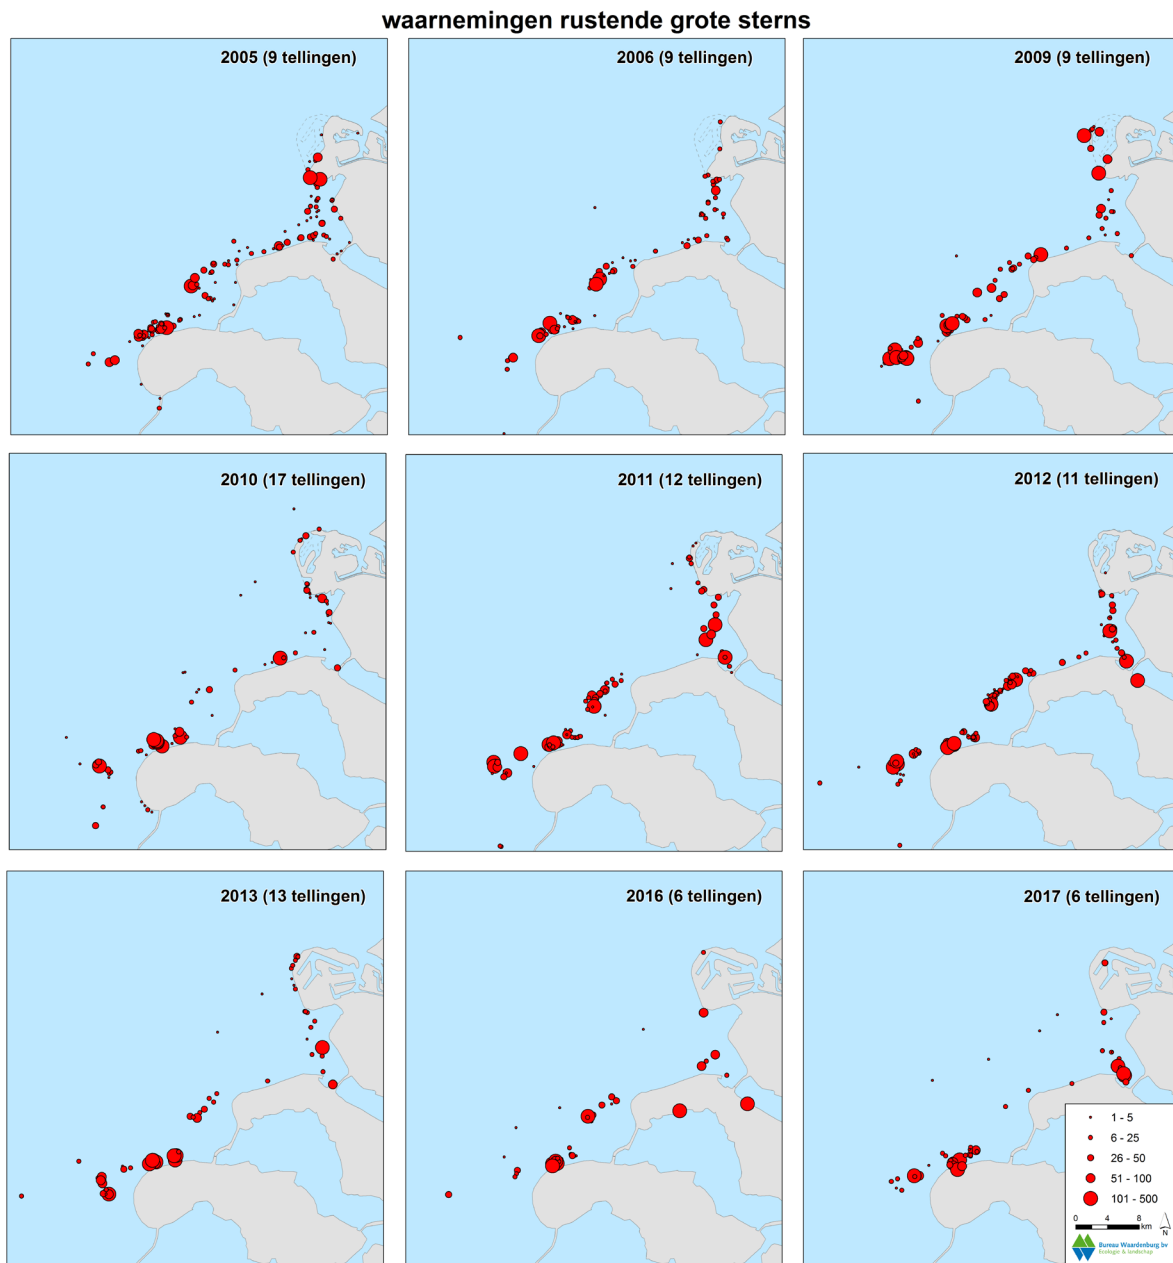 waarnemingen rustende grote sterns
2005 (9 tellingen)
2006 (9 tellingen)
2009 (9 tellingen)
2010 (17 tellingen)
2011 (12 tellingen)
2012 (11 tellingen)
2013 (13 tellingen)
2016 (6 tellingen)
2017 (6 tellingen)
1 - 5
6 - 25
26 - 50
51 - 100
101 - 500
0 4 8 km
N
Bureau Waardenburg bv
Ecologie & landschap